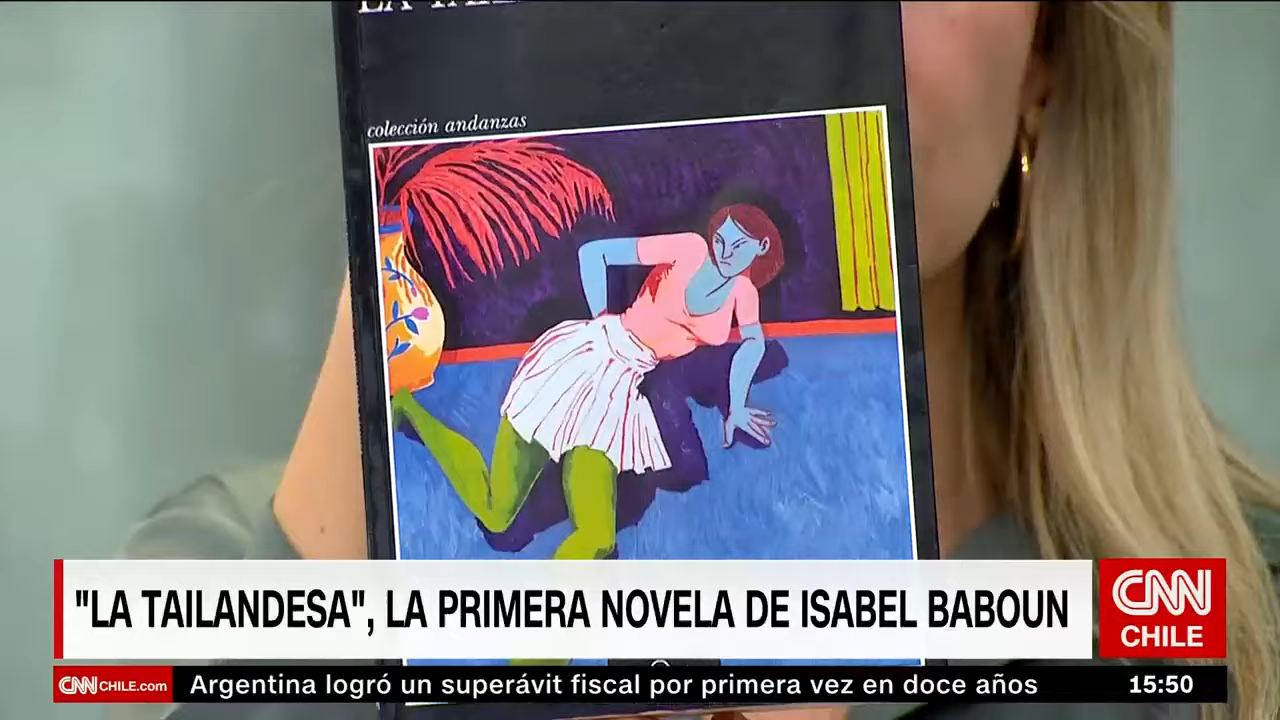 colección andanzas
"LA TAILANDESA", LA PRIMERA NOVELA DE ISABEL BABOUN
CNN
CHILE
CNNCHILE.com
Argentina logró un superávit fiscal por primera vez en doce años
15:50